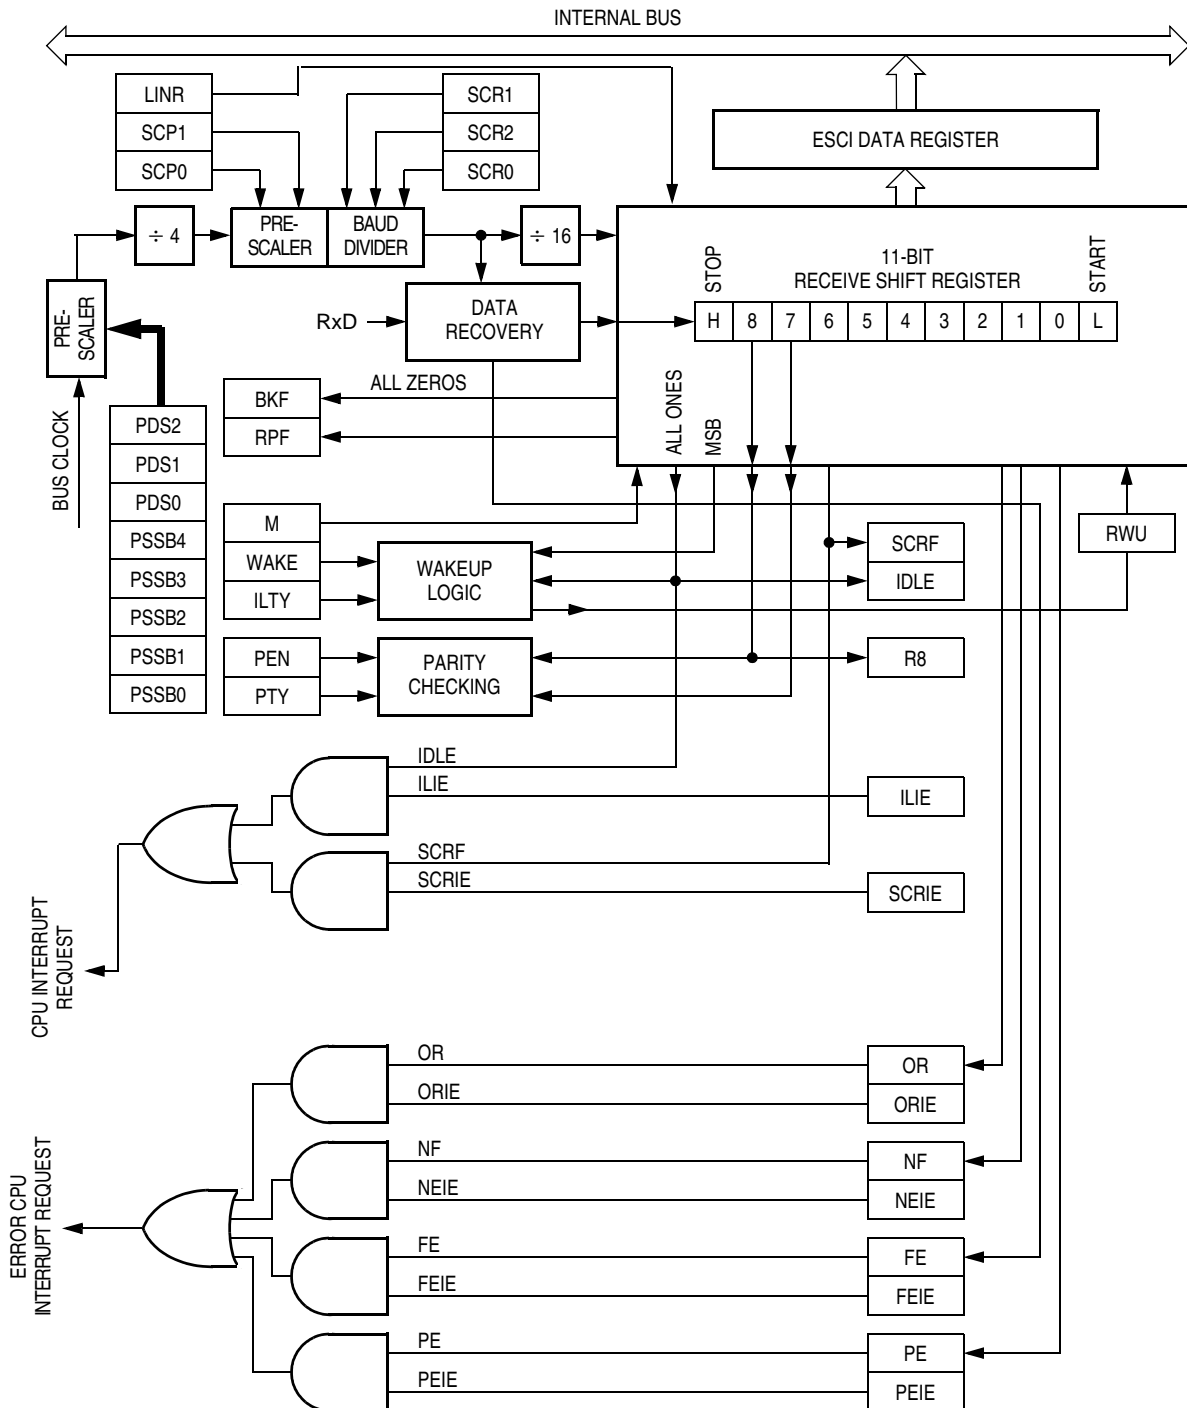 INTERNAL BUS
LINR
SCP1
SCP0
SCR1
SCR2
SCR0
ESCI DATA REGISTER
÷ 4
PRE-
SCALER
BAUD
DIVIDER
÷ 16
PRE-
SCALER
BUS CLOCK
RxD
DATA
RECOVERY
STOP
11-BIT
RECEIVE SHIFT REGISTER
START
H 8 7 6 5 4 3 2 1 0 L
ALL ZEROS
BKF
RPF
ALL ONES
MSB
PDS2
PDS1
PDS0
PSSB4
PSSB3
PSSB2
PSSB1
PSSB0
M
WAKE
ILTY
WAKEUP
LOGIC
PEN
PTY
PARITY
CHECKING
SCRF
IDLE
RWU
R8
IDLE
ILIE
ILIE
SCRF
SCRIE
SCRIE
CPU INTERRUPT
REQUEST
OR
ORIE
OR
ORIE
NF
NEIE
NF
NEIE
FE
FEIE
FE
FEIE
PE
PEIE
PE
PEIE
ERROR CPU
INTERRUPT REQUEST